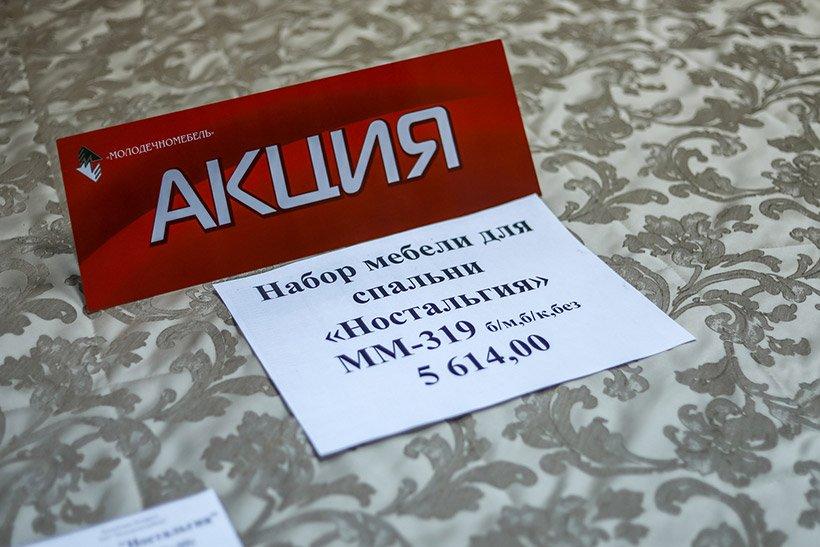 «МОЛОДЕЧНОМЕБЕЛЬ»
АКЦИЯ
Набор мебели для
спальни
«Ностальгия»
ММ-319 б/м,б/к,без
5 614,00
"Ностальгия"